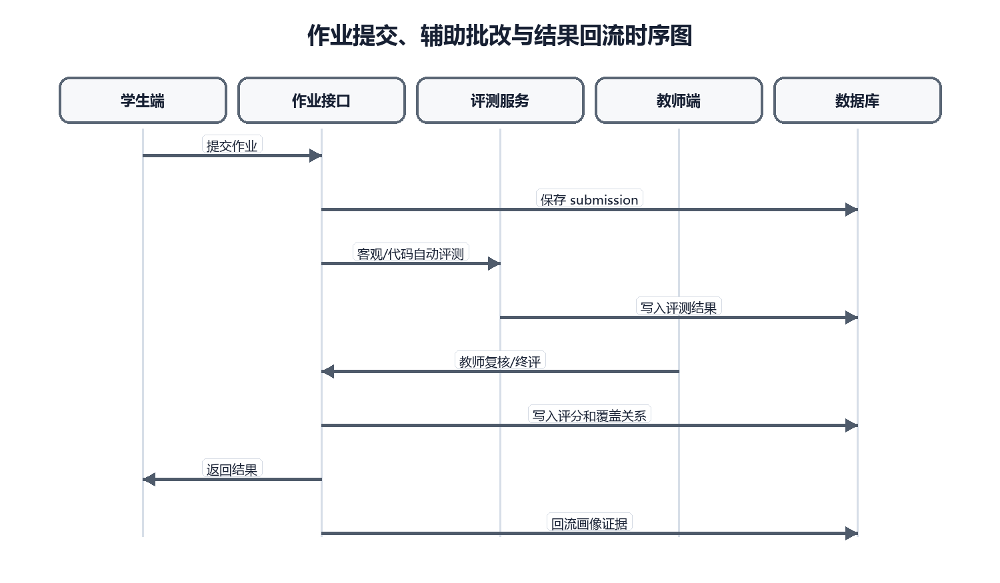 作业提交、辅助批改与结果回流时序图
学生端
作业接口
评测服务
教师端
数据库
提交作业
保存 submission
客观/代码自动评测
写入评测结果
教师复核/终评
写入评分和覆盖关系
返回结果
回流画像证据